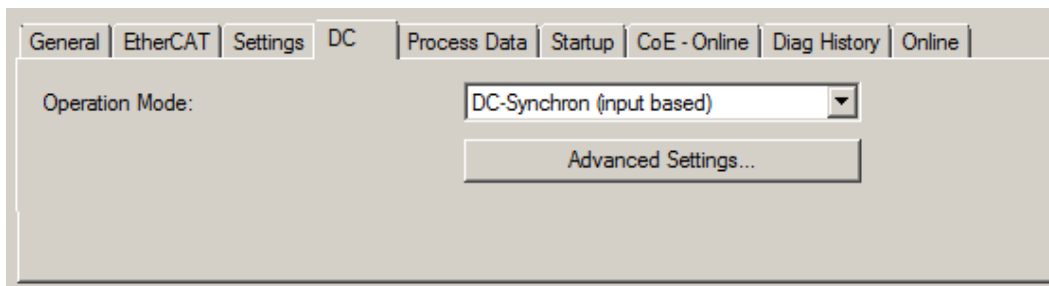 General EtherCAT Settings DC Process Data Startup CoE - Online Diag History Online
Operation Mode: DC-Synchron (input based)
Advanced Settings...